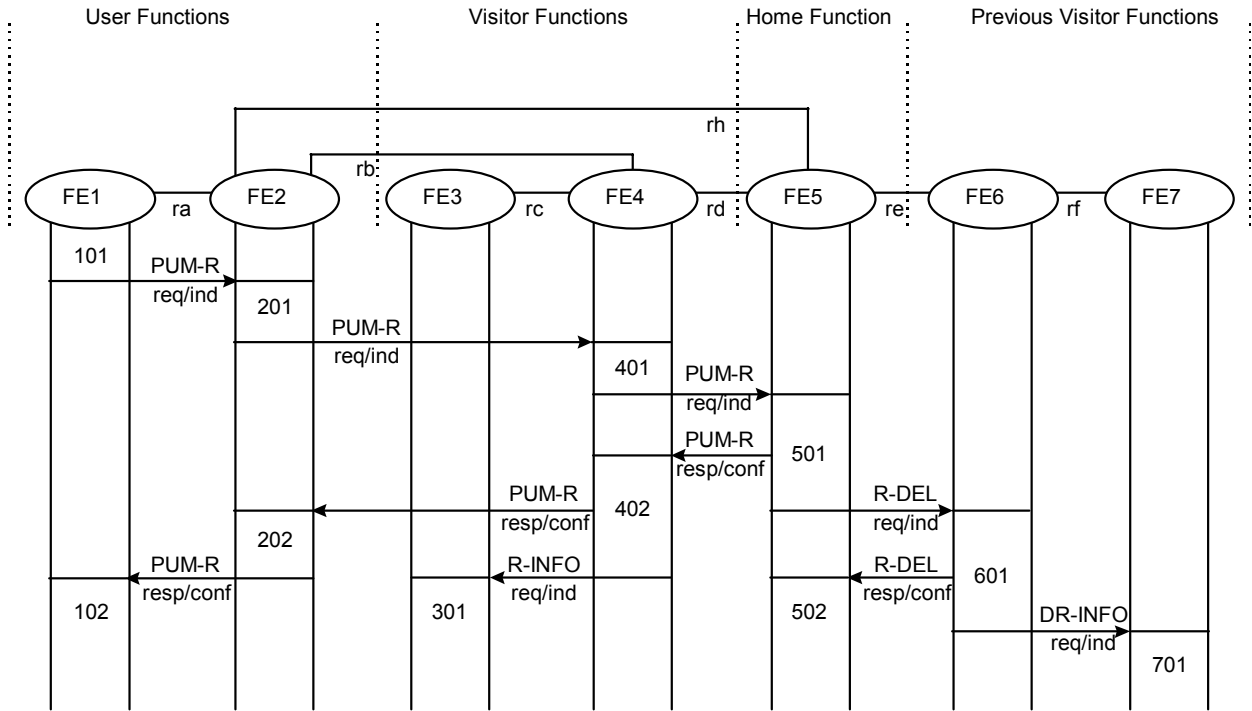 User Functions
Visitor Functions
Home Function
Previous Visitor Functions
rh
rb
FE1
FE2
FE3
FE4
FE5
FE6
FE7
ra
rc
rd
re
rf
101
PUM-R
req/ind
201
PUM-R
req/ind
401
PUM-R
req/ind
PUM-R
resp/conf
501
PUM-R
resp/conf
402
R-DEL
req/ind
202
PUM-R
resp/conf
R-INFO
req/ind
R-DEL
resp/conf
601
102
301
502
DR-INFO
req/ind
701